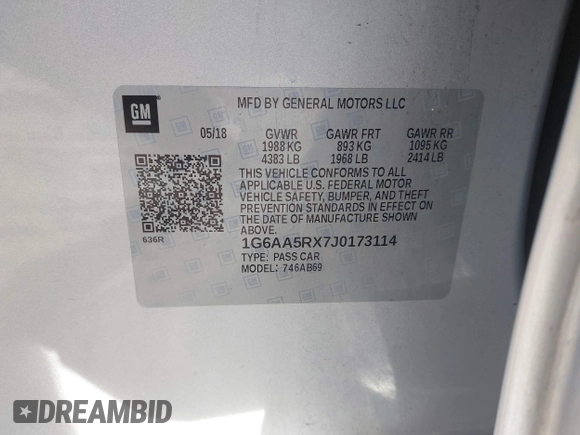 GM
MFD BY GENERAL MOTORS LLC
05/18 GVWR GAWR FRT GAWR RR
1988 KG 893 KG 1095 KG
4383 LB 1968 LB 2414 LB
THIS VEHICLE CONFORMS TO ALL
APPLICABLE U.S. FEDERAL MOTOR
VEHICLE SAFETY, BUMPER, AND THEFT
PREVENTION STANDARDS IN EFFECT ON
THE DATE OF MANUFACTURE SHOWN
ABOVE.
636R
1G6AA5RX7J0173114
TYPE: PASS CAR
MODEL: 746AB69
DREAMBID